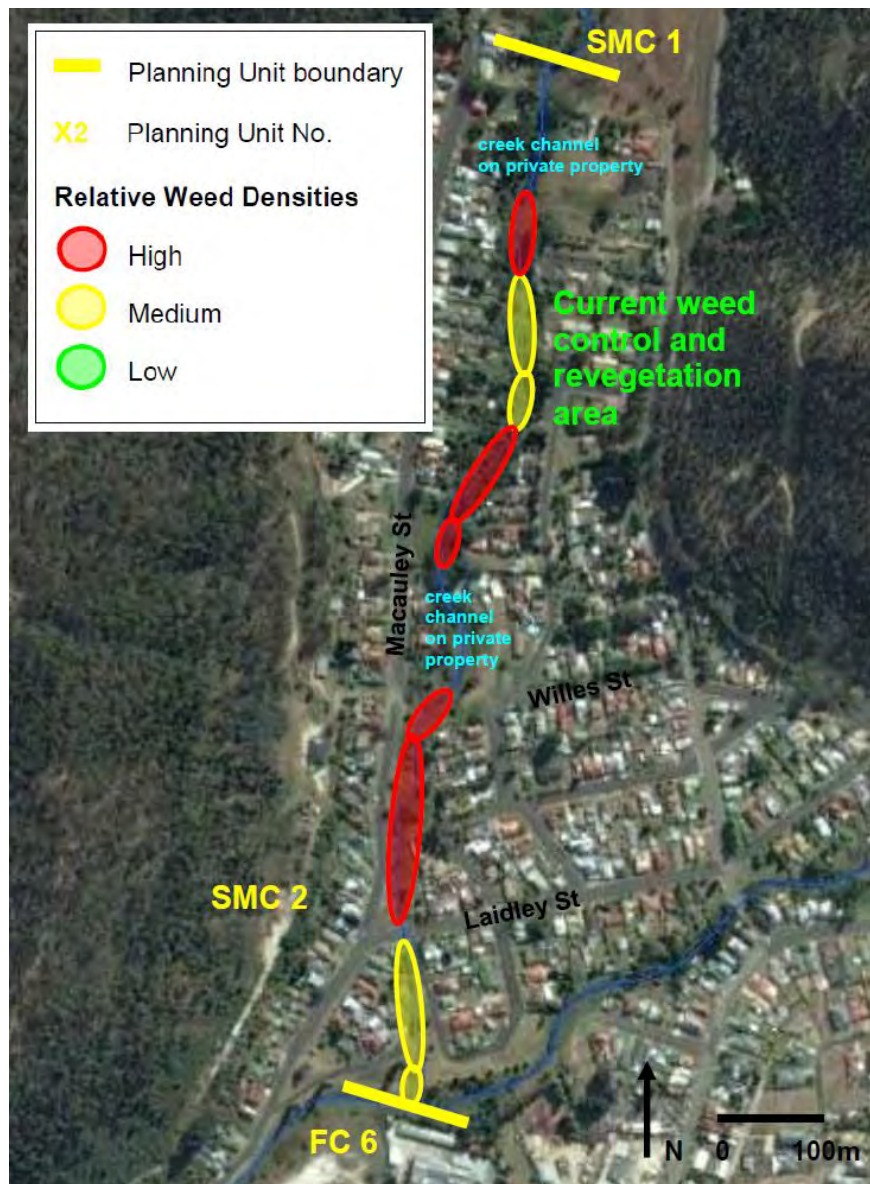 SMC 1
Planning Unit boundary
X2 Planning Unit No.
Relative Weed Densities
High
Medium
Low
creek channel
on private property
Current weed
control and
revegetation
area
Macauley St
creek
channel
on private
property
Willes St
SMC 2
Laidley St
FC 6
N 0 100m